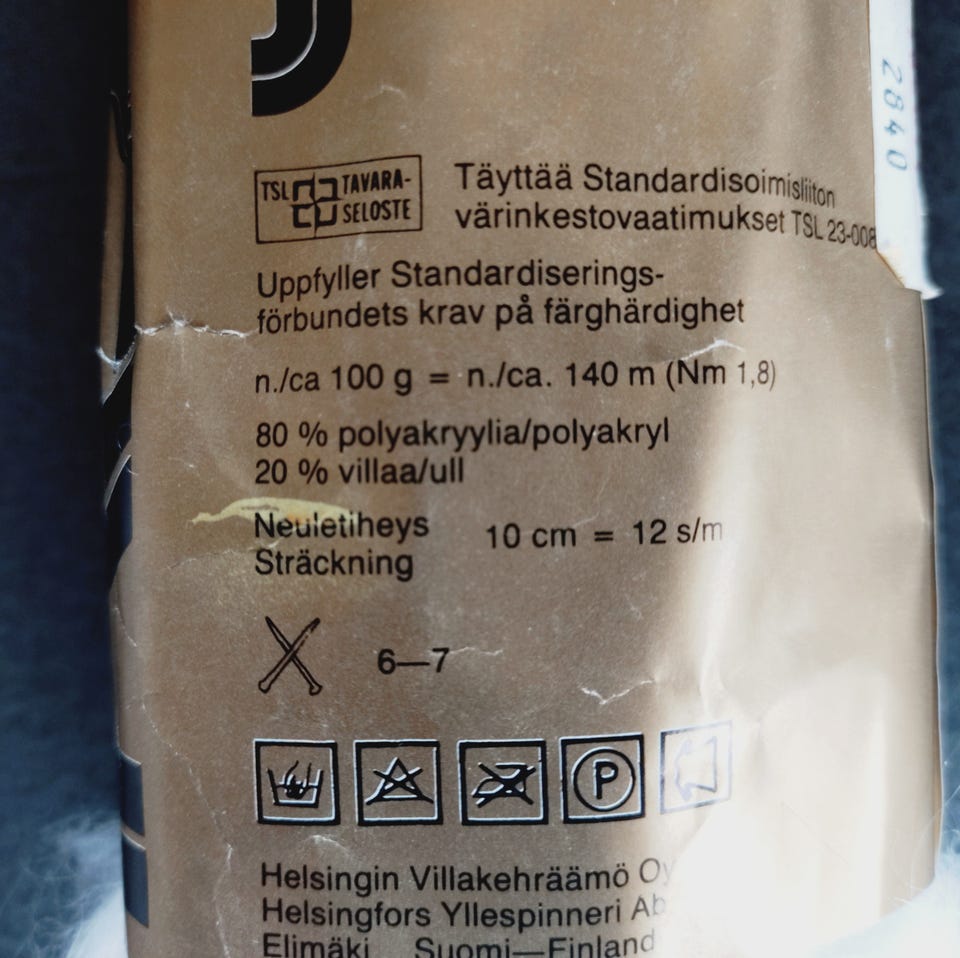 2840
TSL TAVARA-
SELOSTE
Täyttää Standardisoimisliiton
värinkestovaatimukset TSL 23-008
Uppfyller Standardiserings-
förbundets krav på färghärdighet
n./ca 100 g = n./ca. 140 m (Nm 1,8)
80 % polyakryylia/polyakryl
20 % villaa/ull
Neuletiheys
Sträckning
10 cm = 12 s/m
6—7
P
Helsingin Villakehräämö Oy
Helsingfors Yllespinneri Ab
Elimäki Suomi—Finland